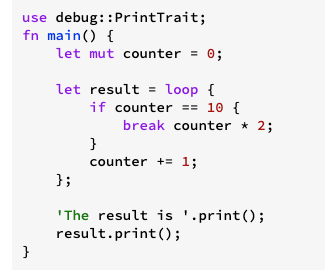 use debug::PrintTrait;
fn main() {
    let mut counter = 0;

    let result = loop {
        if counter == 10 {
            break counter * 2;
        }
        counter += 1;
    };

    'The result is '.print();
    result.print();
}